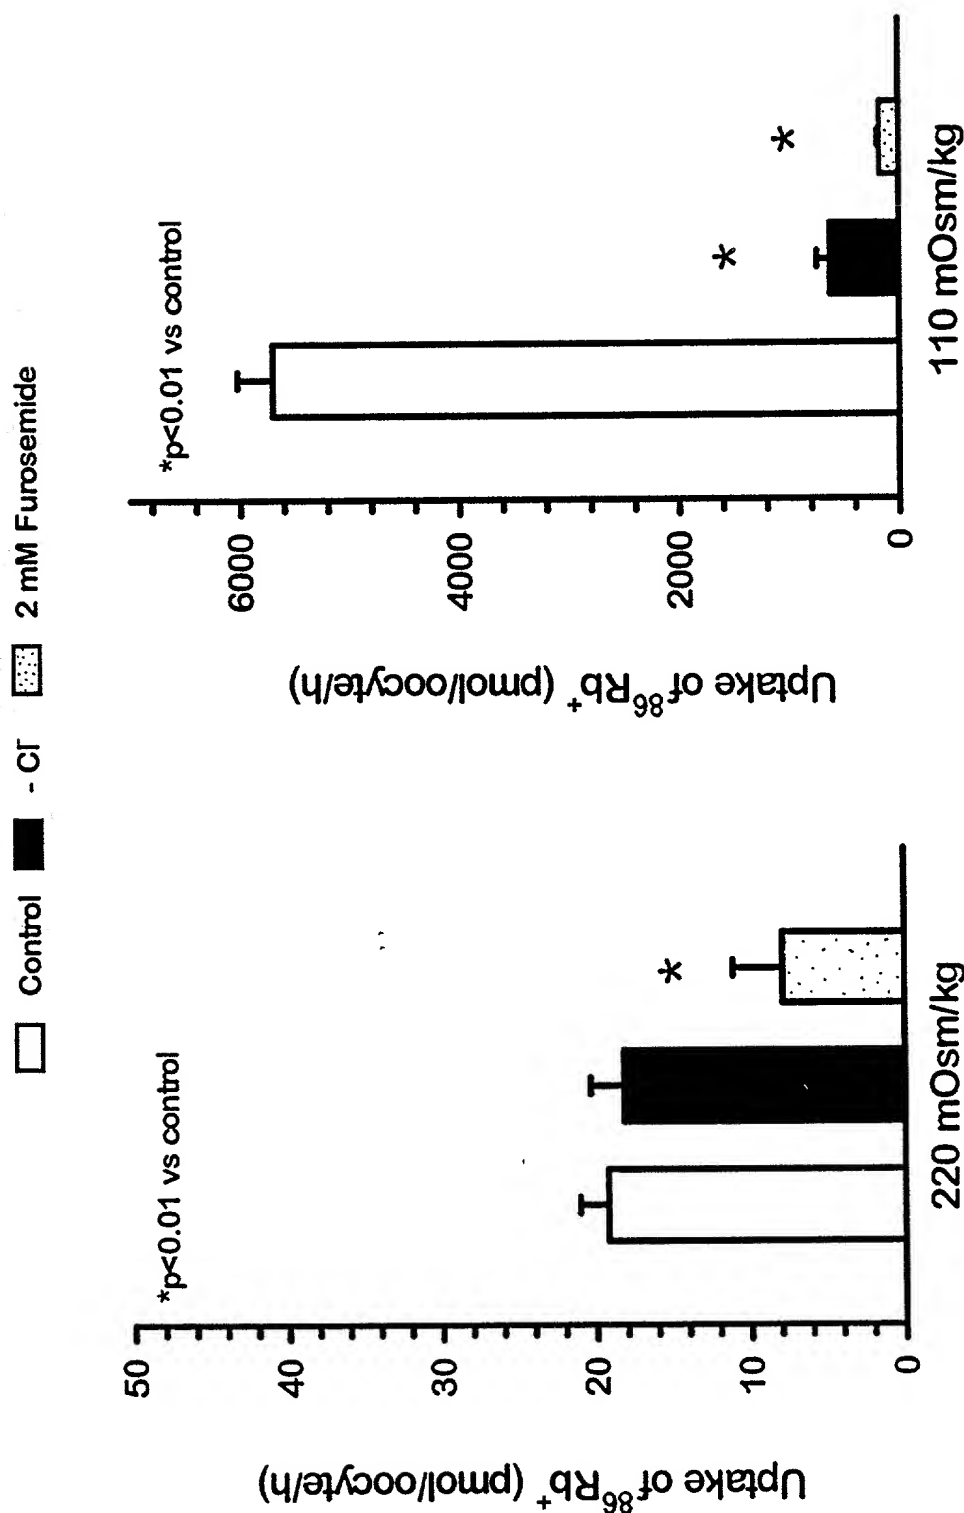 Control
- Cl⁻
2 mM Furosemide
*p<0.01 vs control
50
40
30
20
10
0
Uptake of ⁸⁶Rb⁺ (pmol/oocyte/h)
*
220 mOsm/kg
*p<0.01 vs control
6000
4000
2000
0
Uptake of ⁸⁶Rb⁺ (pmol/oocyte/h)
*
*
110 mOsm/kg